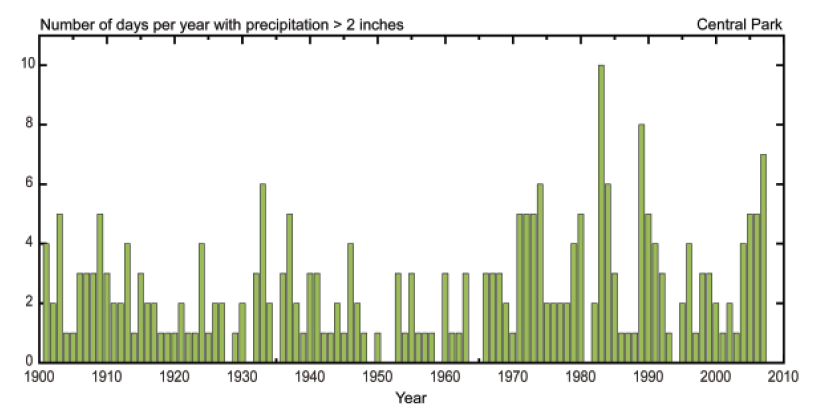 Number of days per year with precipitation > 2 inches Central Park
10
8
6
4
2
0
1900 1910 1920 1930 1940 1950 1960 1970 1980 1990 2000 2010
Year